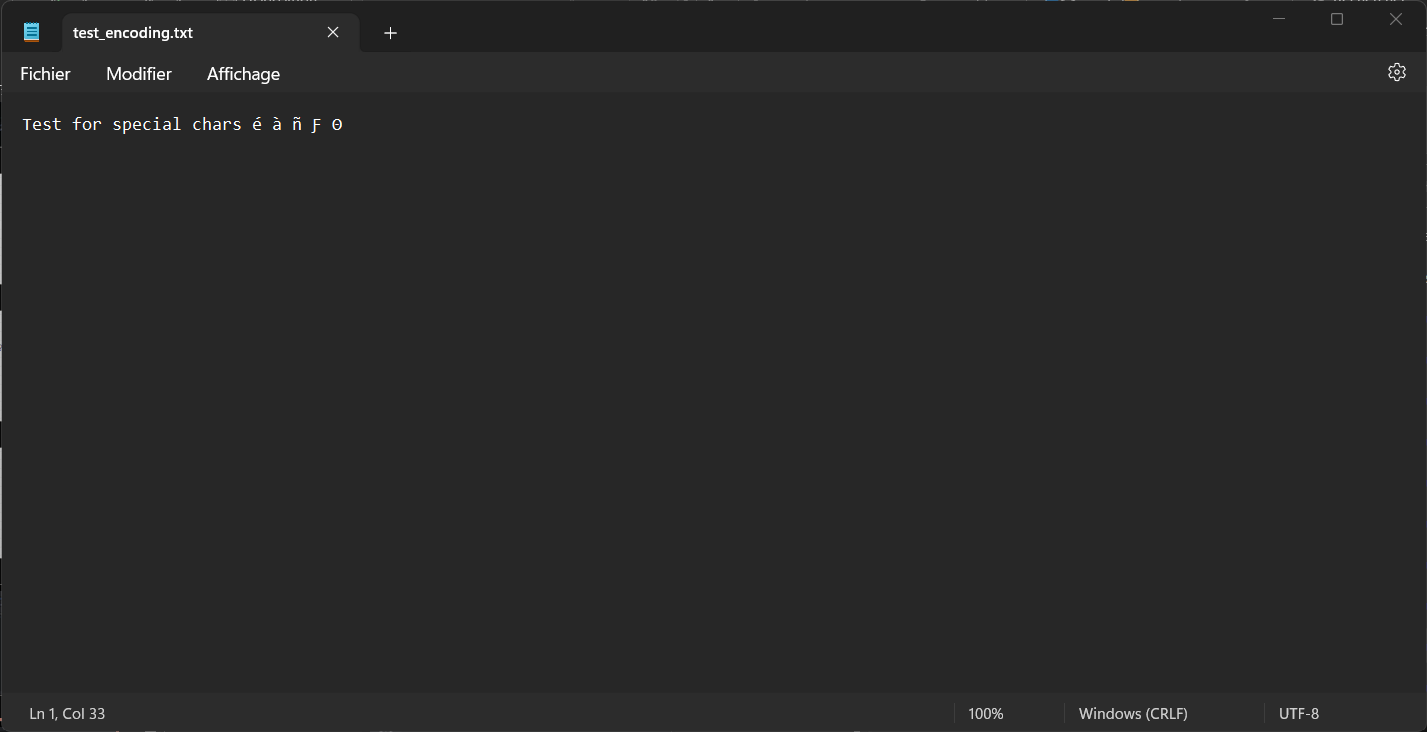 test_encoding.txt
Fichier Modifier Affichage
Test for special chars é à ñ Ƒ Θ
Ln 1, Col 33 100% Windows (CRLF) UTF-8